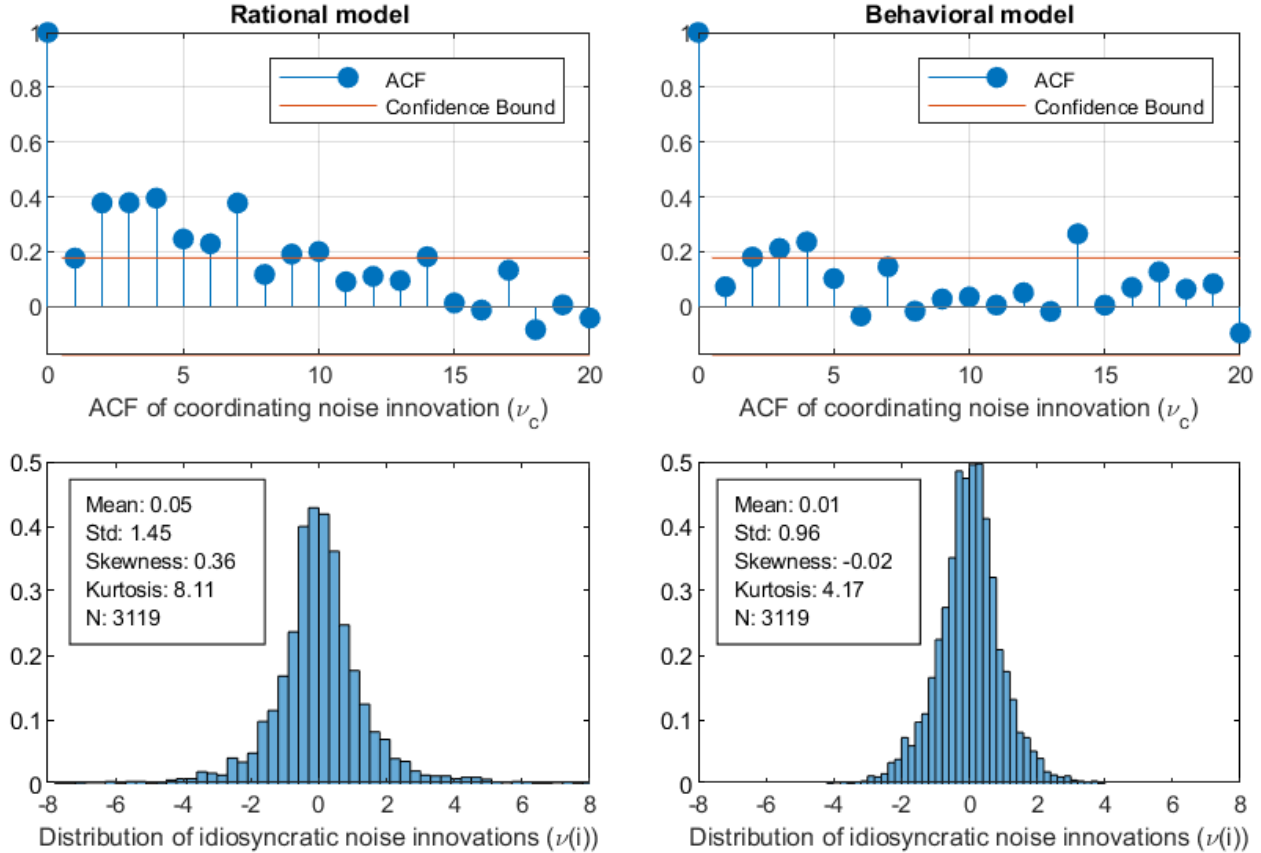 Rational model
1
0.8
0.6
0.4
0.2
0
ACF
Confidence Bound
0 5 10 15 20
ACF of coordinating noise innovation (ν_c)
Behavioral model
1
0.8
0.6
0.4
0.2
0
ACF
Confidence Bound
0 5 10 15 20
ACF of coordinating noise innovation (ν_c)
0.5
0.4
0.3
0.2
0.1
0
Mean: 0.05
Std: 1.45
Skewness: 0.36
Kurtosis: 8.11
N: 3119
-8 -6 -4 -2 0 2 4 6 8
Distribution of idiosyncratic noise innovations (ν(i))
0.5
0.4
0.3
0.2
0.1
0
Mean: 0.01
Std: 0.96
Skewness: -0.02
Kurtosis: 4.17
N: 3119
-8 -6 -4 -2 0 2 4 6 8
Distribution of idiosyncratic noise innovations (ν(i))